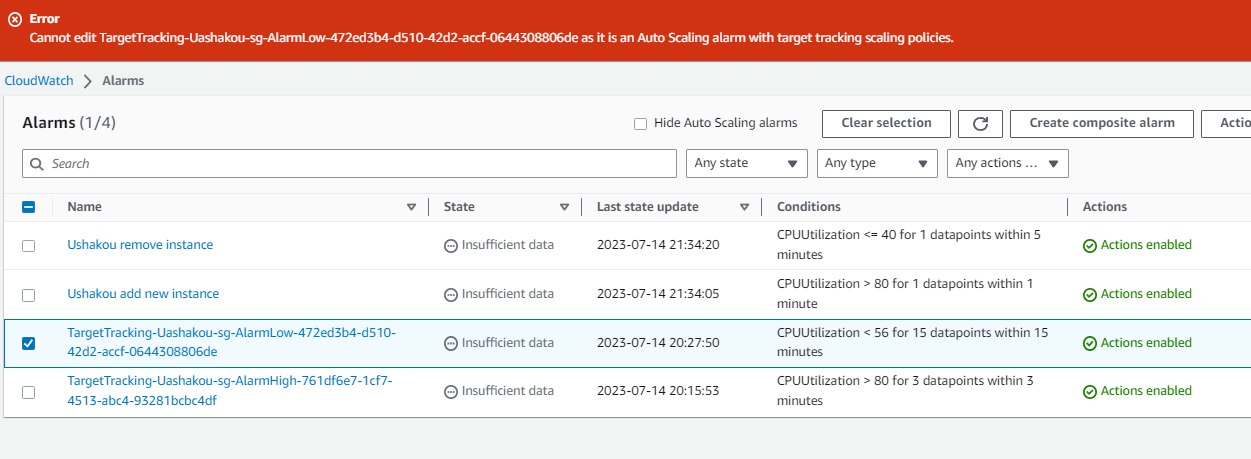 Error
Cannot edit TargetTracking-Uashakou-sg-AlarmLow-472ed3b4-d510-42d2-accf-0644308806de as it is an Auto Scaling alarm with target tracking scaling policies.
CloudWatch > Alarms
Alarms (1/4)
Hide Auto Scaling alarms
Clear selection
Create composite alarm
Actio
Search
Any state
Any type
Any actions ...
Name State Last state update Conditions Actions
Ushakou remove instance Insufficient data 2023-07-14 21:34:20 CPUUtilization <= 40 for 1 datapoints within 5
minutes Actions enabled
Ushakou add new instance Insufficient data 2023-07-14 21:34:05 CPUUtilization > 80 for 1 datapoints within 1
minute Actions enabled
TargetTracking-Uashakou-sg-AlarmLow-472ed3b4-d510-
42d2-accf-0644308806de Insufficient data 2023-07-14 20:27:50 CPUUtilization < 56 for 15 datapoints within 15
minutes Actions enabled
TargetTracking-Uashakou-sg-AlarmHigh-761df6e7-1cf7-
4513-abc4-93281bcbc4df Insufficient data 2023-07-14 20:15:53 CPUUtilization > 80 for 3 datapoints within 3
minutes Actions enabled